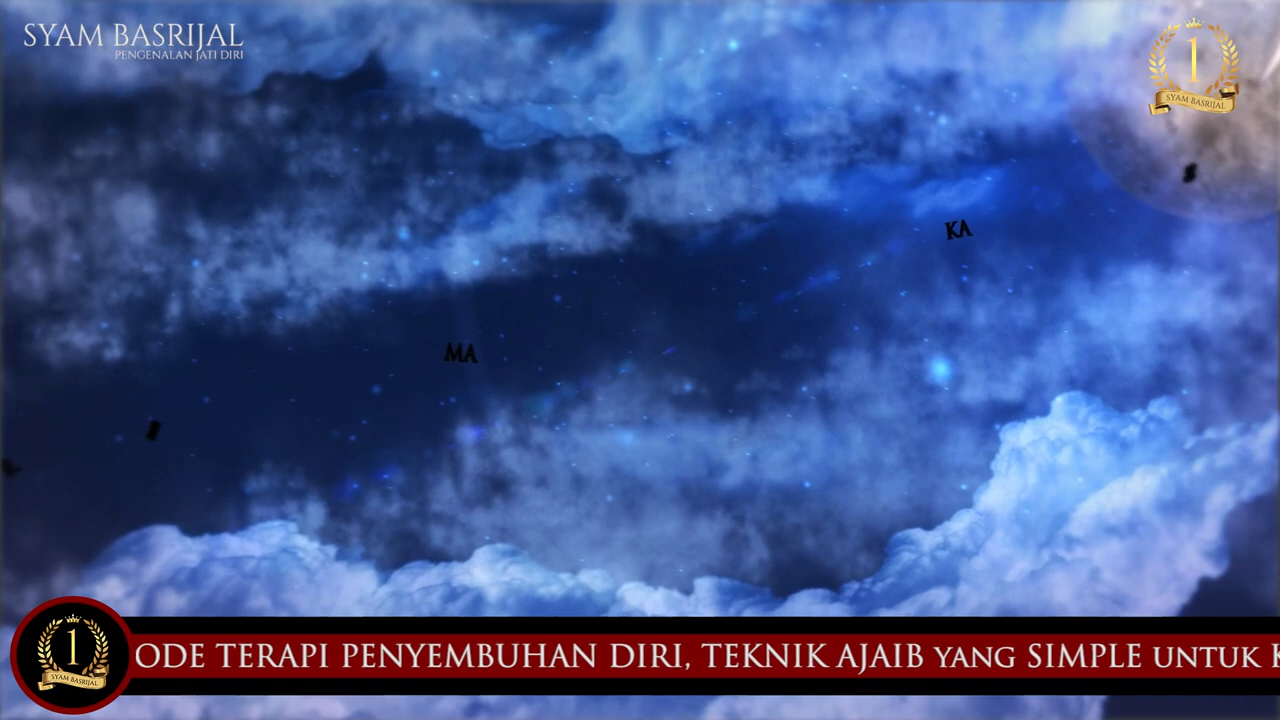 SYAM BASRIJAL
PENGENALAN JATI DIRI
1
SYAM BASRIJAL
KA
MA
1
SYAM BASRIJAL
ODE TERAPI PENYEMBUHAN DIRI, TEKNIK AJAIB YANG SIMPLE UNTUK K